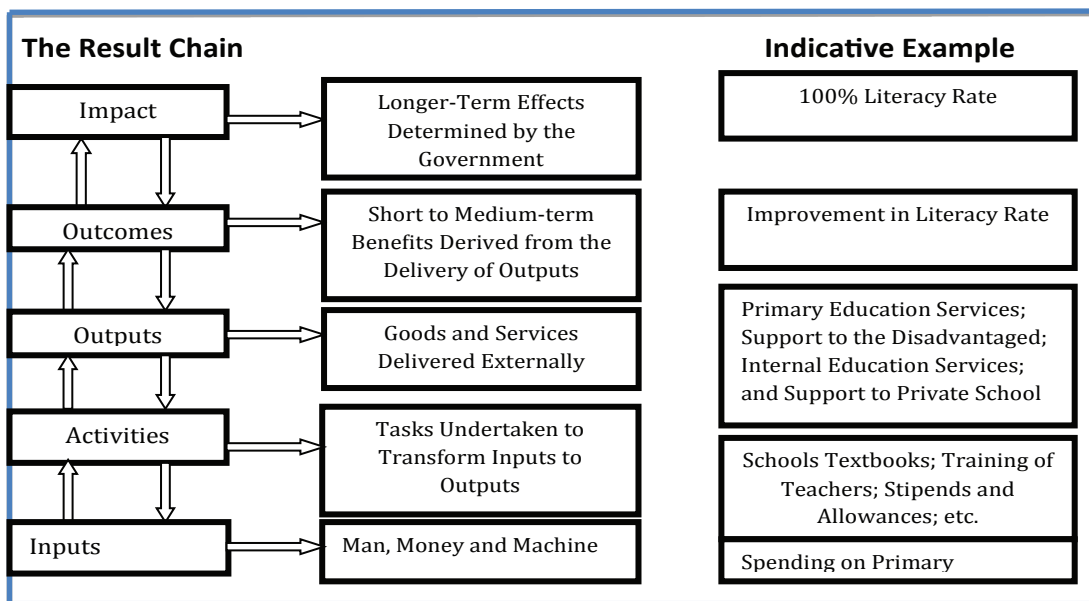 The Result Chain
Indicative Example
Impact
Longer-Term Effects
Determined by the
Government
100% Literacy Rate
Outcomes
Short to Medium-term
Benefits Derived from the
Delivery of Outputs
Improvement in Literacy Rate
Outputs
Goods and Services
Delivered Externally
Primary Education Services;
Support to the Disadvantaged;
Internal Education Services;
and Support to Private School
Activities
Tasks Undertaken to
Transform Inputs to
Outputs
Schools Textbooks; Training of
Teachers; Stipends and
Allowances; etc.
Inputs
Man, Money and Machine
Spending on Primary